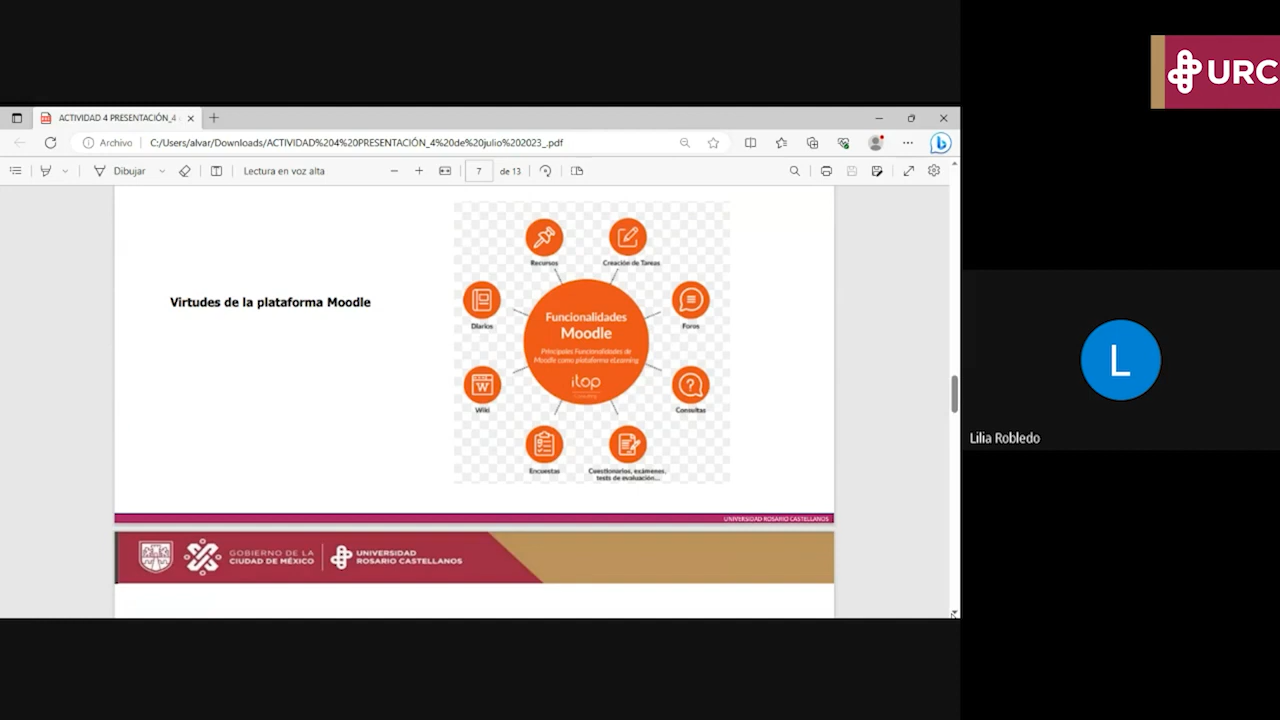 URC
ACTIVIDAD 4 PRESENTACIÓN_4
Archivo
C:/Users/alvar/Downloads/ACTIVIDAD%204%20PRESENTACIÓN_4%20de%20julio%202023_.pdf
Dibujar
Lectura en voz alta
7
de 13
Virtudes de la plataforma Moodle
Recursos
Creación de Tareas
Diarios
Foros
Funcionalidades
Moodle
Principales Funcionalidades de
Moodle como plataforma eLearning
itop
Wiki
W
Consultas
Encuestas
Cuestionarios, exámenes,
tests de evaluación...
UNIVERSIDAD ROSARIO CASTELLANOS
GOBIERNO DE LA
CIUDAD DE MÉXICO
UNIVERSIDAD
ROSARIO CASTELLANOS
L
Lilia Robledo